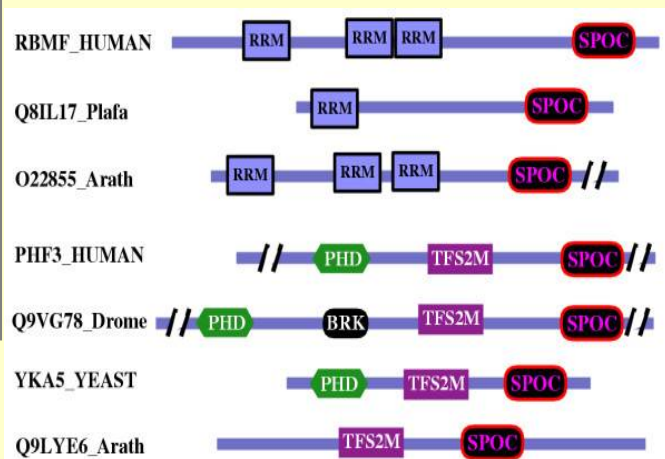 RBMF_HUMAN RRM RRM RRM SPOC
Q8IL17_Plafa RRM SPOC
O22855_Arath RRM RRM RRM SPOC //
PHF3_HUMAN // PHD TFS2M SPOC //
Q9VG78_Drome // PHD BRK TFS2M SPOC //
YKA5_YEAST PHD TFS2M SPOC
Q9LYE6_Arath TFS2M SPOC